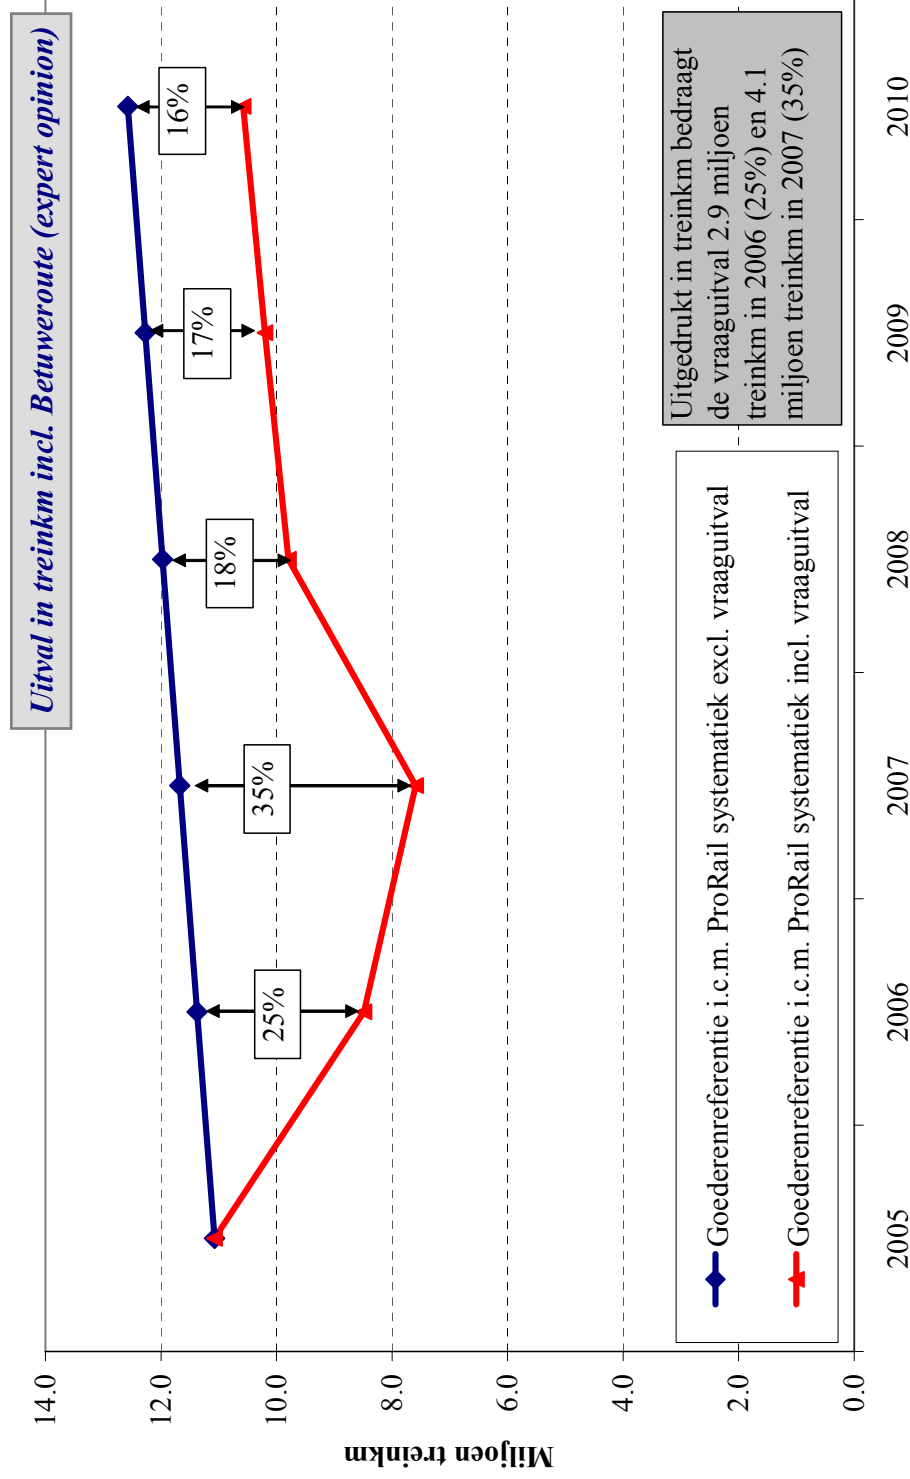 Uitval in treinkm incl. Betuweroute (expert opinion)
14.0
12.0
10.0
8.0
6.0
4.0
2.0
0.0
Miljoen treinkm
25%
35%
18%
17%
16%
Goederenreferentie i.c.m. ProRail systematiek excl. vraaguitval
Goederenreferentie i.c.m. ProRail systematiek incl. vraaguitval
Uitgedrukt in treinkm bedraagt
de vraaguitval 2.9 miljoen
treinkm in 2006 (25%) en 4.1
miljoen treinkm in 2007 (35%)
2005
2006
2007
2008
2009
2010